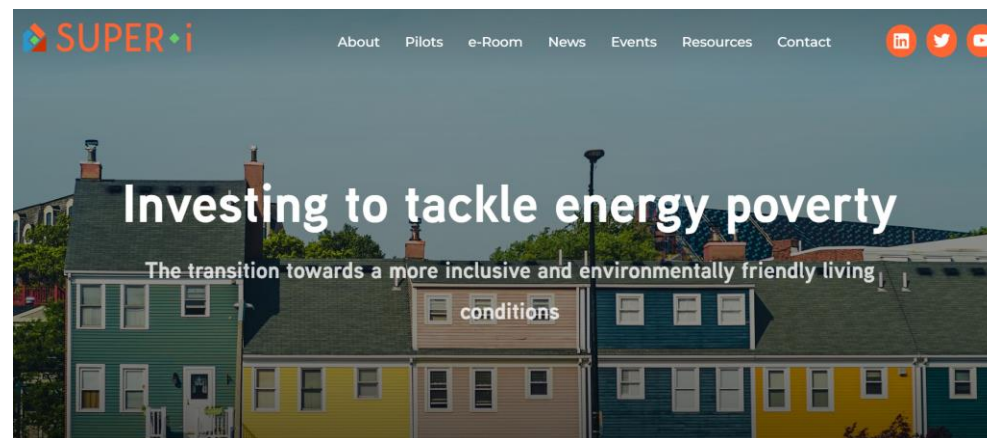 SUPER·i
About Pilots e-Room News Events Resources Contact
in
Investing to tackle energy poverty
The transition towards a more inclusive and environmentally friendly living
conditions